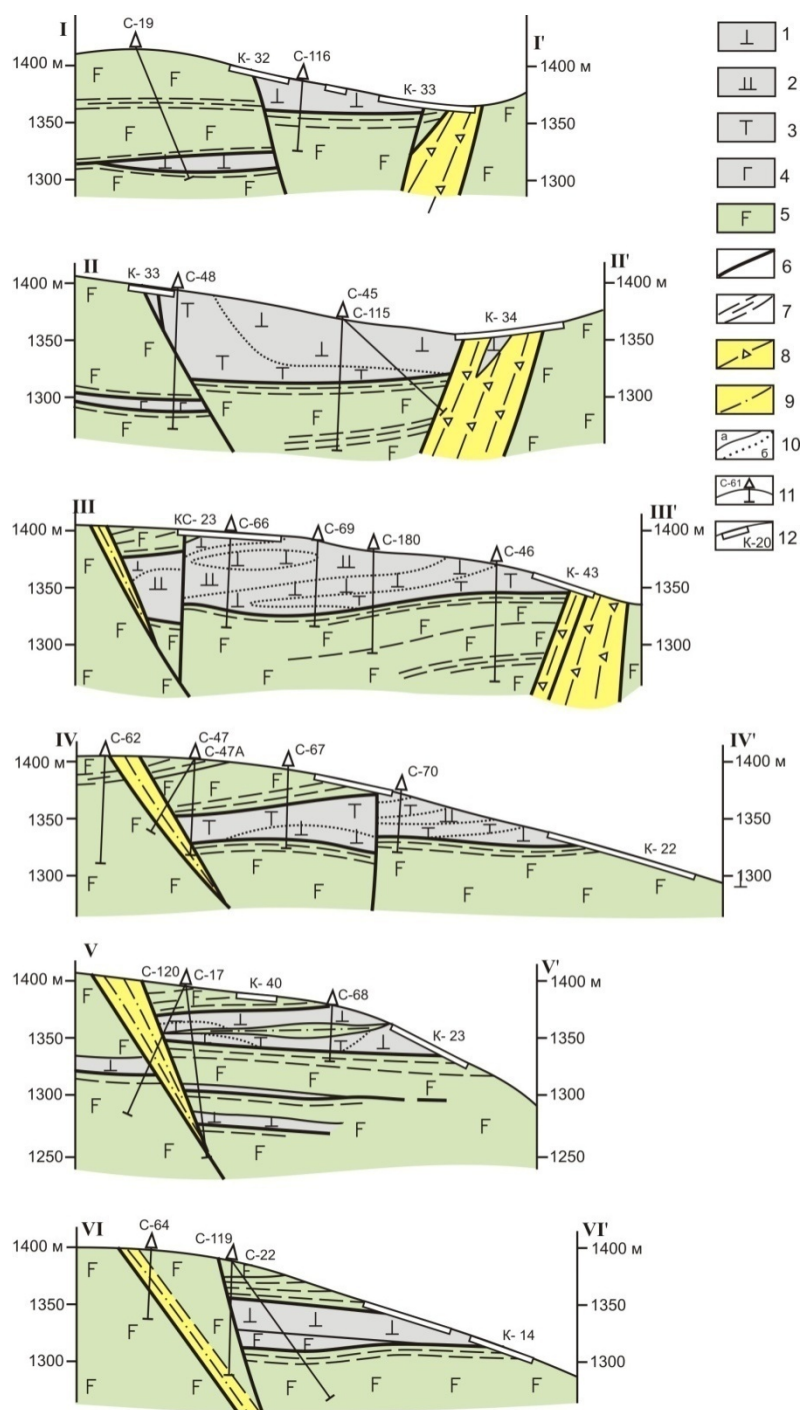 I
С-19
К- 32
С-116
К- 33
I'
1400 м
1350
1300
1400 м
1350
1300
II
К- 33
С-48
С-45
С-115
К- 34
II'
1400 м
1350
1300
1400 м
1350
1300
III
КС- 23
С-66
С-69
С-180
С-46
К- 43
III'
1400 м
1350
1300
1400 м
1350
1300
IV
С-62
С-47
С-47А
С-67
С-70
К- 22
IV'
1400 м
1350
1300
1400 м
1350
1300
V
С-120
С-17
К- 40
С-68
К- 23
V'
1400 м
1350
1300
1250
1400 м
1350
1300
1250
VI
С-64
С-119
С-22
К- 14
VI'
1400 м
1350
1300
1400 м
1350
1300
1
2
3
4
5
6
7
8
9
а
б
10
С-61
11
К-20
12